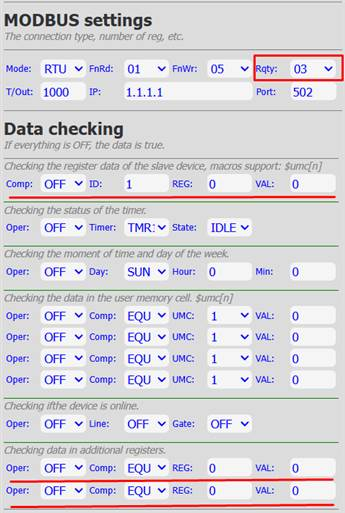 MODBUS settings
The connection type, number of reg, etc.
Mode: RTU FnRd: 01 FnWr: 05 Rqty: 03
T/Out: 1000 IP: 1.1.1.1 Port: 502
Data checking
If everything is OFF, the data is true.
Checking the register data of the slave device, macros support: $umc[n]
Comp: OFF ID: 1 REG: 0 VAL: 0
Checking the status of the timer.
Oper: OFF Timer: TMR1 State: IDLE
Checking the moment of time and day of the week.
Oper: OFF Day: SUN Hour: 0 Min: 0
Checking the data in the user memory cell. $umc[n]
Oper: OFF Comp: EQU UMC: 1 VAL: 0
Oper: OFF Comp: EQU UMC: 1 VAL: 0
Oper: OFF Comp: EQU UMC: 1 VAL: 0
Oper: OFF Comp: EQU UMC: 1 VAL: 0
Checking ifthe device is online.
Oper: OFF Line: OFF Gate: OFF
Checking data in additional registers.
Oper: OFF Comp: EQU REG: 0 VAL: 0
Oper: OFF Comp: EQU REG: 0 VAL: 0